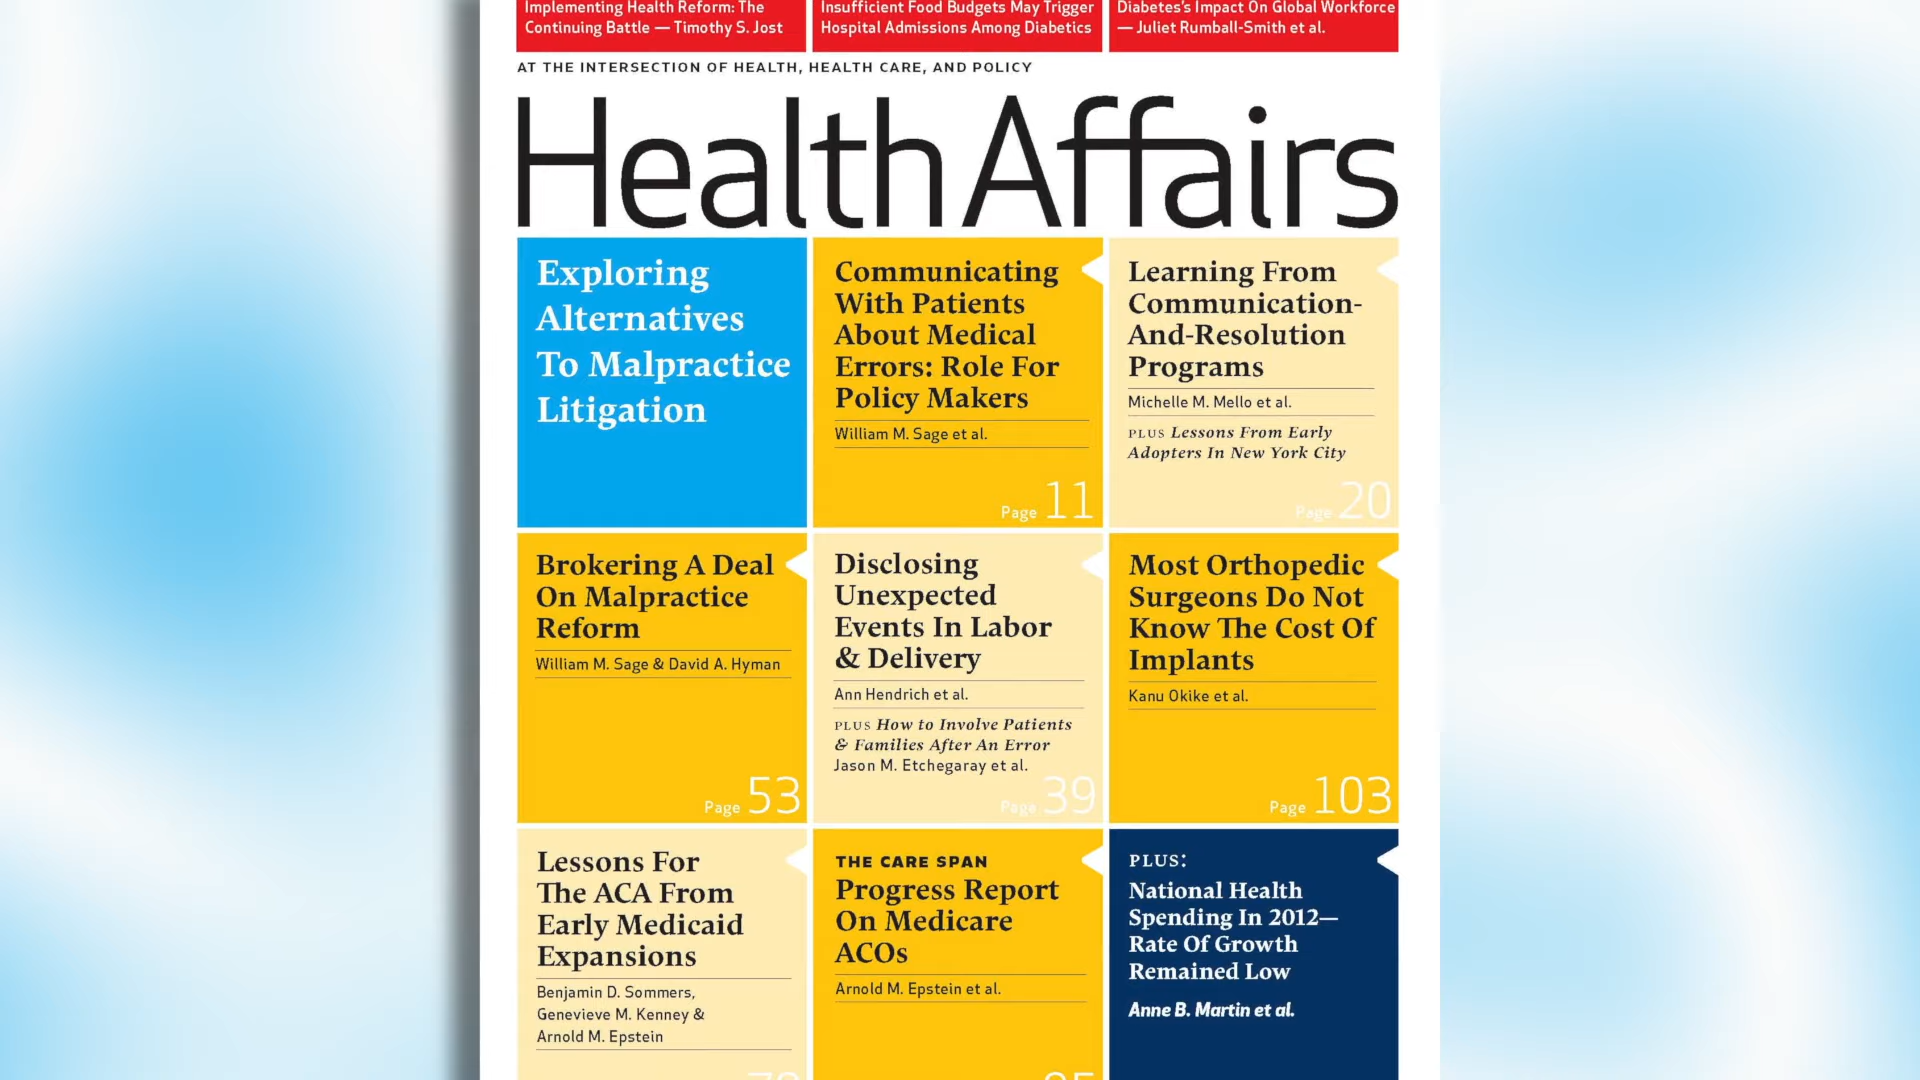 Implementing Health Reform: The
Continuing Battle — Timothy S. Jost
Insufficient Food Budgets May Trigger
Hospital Admissions Among Diabetics
Diabetes’s Impact On Global Workforce
— Juliet Rumball-Smith et al.
AT THE INTERSECTION OF HEALTH, HEALTH CARE, AND POLICY
HealthAffairs
Exploring
Alternatives
To Malpractice
Litigation
Communicating
With Patients
About Medical
Errors: Role For
Policy Makers
William M. Sage et al.
Page 11
Learning From
Communication-
And-Resolution
Programs
Michelle M. Mello et al.
PLUS Lessons From Early
Adopters In New York City
Page 20
Brokering A Deal
On Malpractice
Reform
William M. Sage & David A. Hyman
Page 53
Disclosing
Unexpected
Events In Labor
& Delivery
Ann Hendrich et al.
PLUS How to Involve Patients
& Families After An Error
Jason M. Etchegaray et al.
Page 39
Most Orthopedic
Surgeons Do Not
Know The Cost Of
Implants
Kanu Okike et al.
Page 103
Lessons For
The ACA From
Early Medicaid
Expansions
Benjamin D. Sommers,
Genevieve M. Kenney &
Arnold M. Epstein
THE CARE SPAN
Progress Report
On Medicare
ACOs
Arnold M. Epstein et al.
PLUS:
National Health
Spending In 2012—
Rate Of Growth
Remained Low
Anne B. Martin et al.